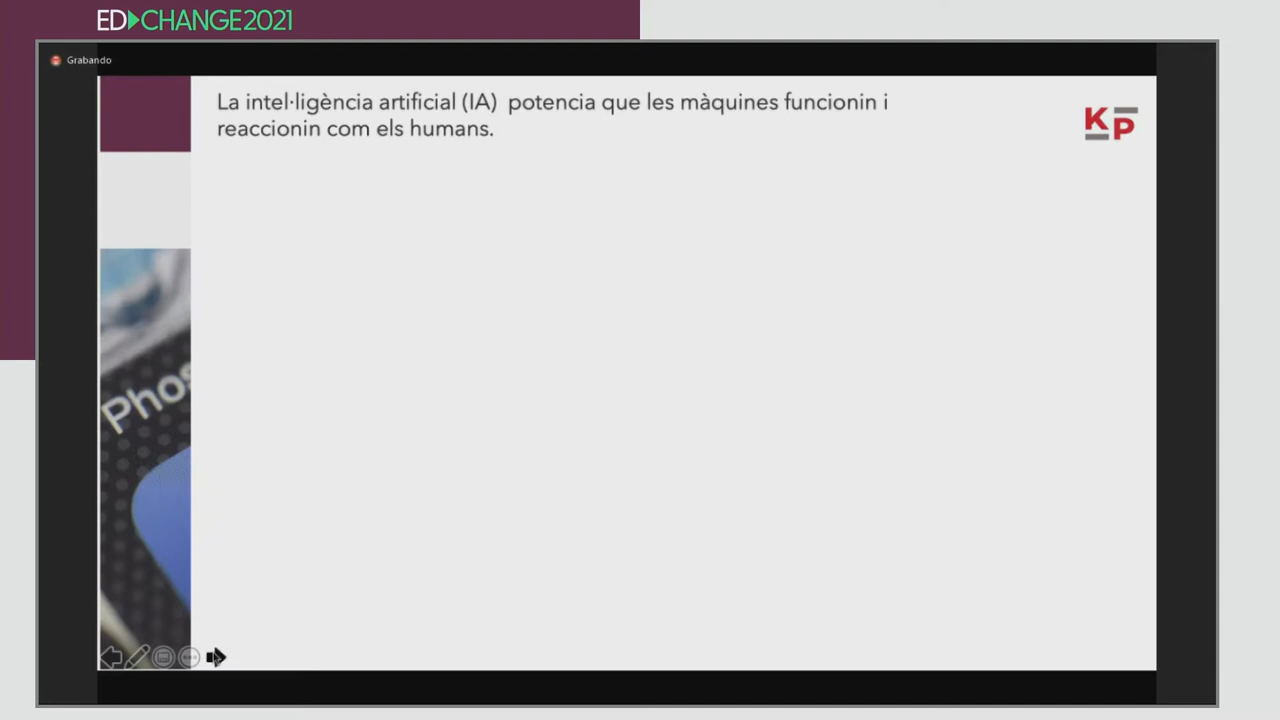 ED CHANGE2021
Grabando
La intel·ligència artificial (IA) potencia que les màquines funcionin i
reaccionin com els humans.
KP
Phos